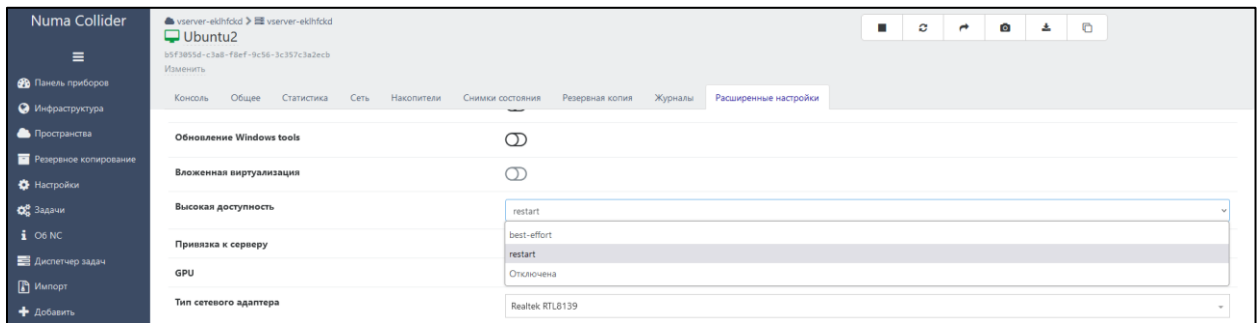 Numa Collider
Панель приборов
Инфраструктура
Пространства
Резервное копирование
Настройки
Задачи
Об NC
Диспетчер задач
Импорт
Добавить
vserver-eklhfckd > vserver-eklhfckd
Ubuntu2
b5f3055d-c3a8-f8ef-9c56-3c357c3a2ecb
Изменить
Консоль Общее Статистика Сеть Накопители Снимки состояния Резервная копия Журналы Расширенные настройки
Обновление Windows tools
Вложенная виртуализация
Высокая доступность restart
best-effort
restart
Отключена
Привязка к серверу
GPU
Тип сетевого адаптера Realtek RTL8139